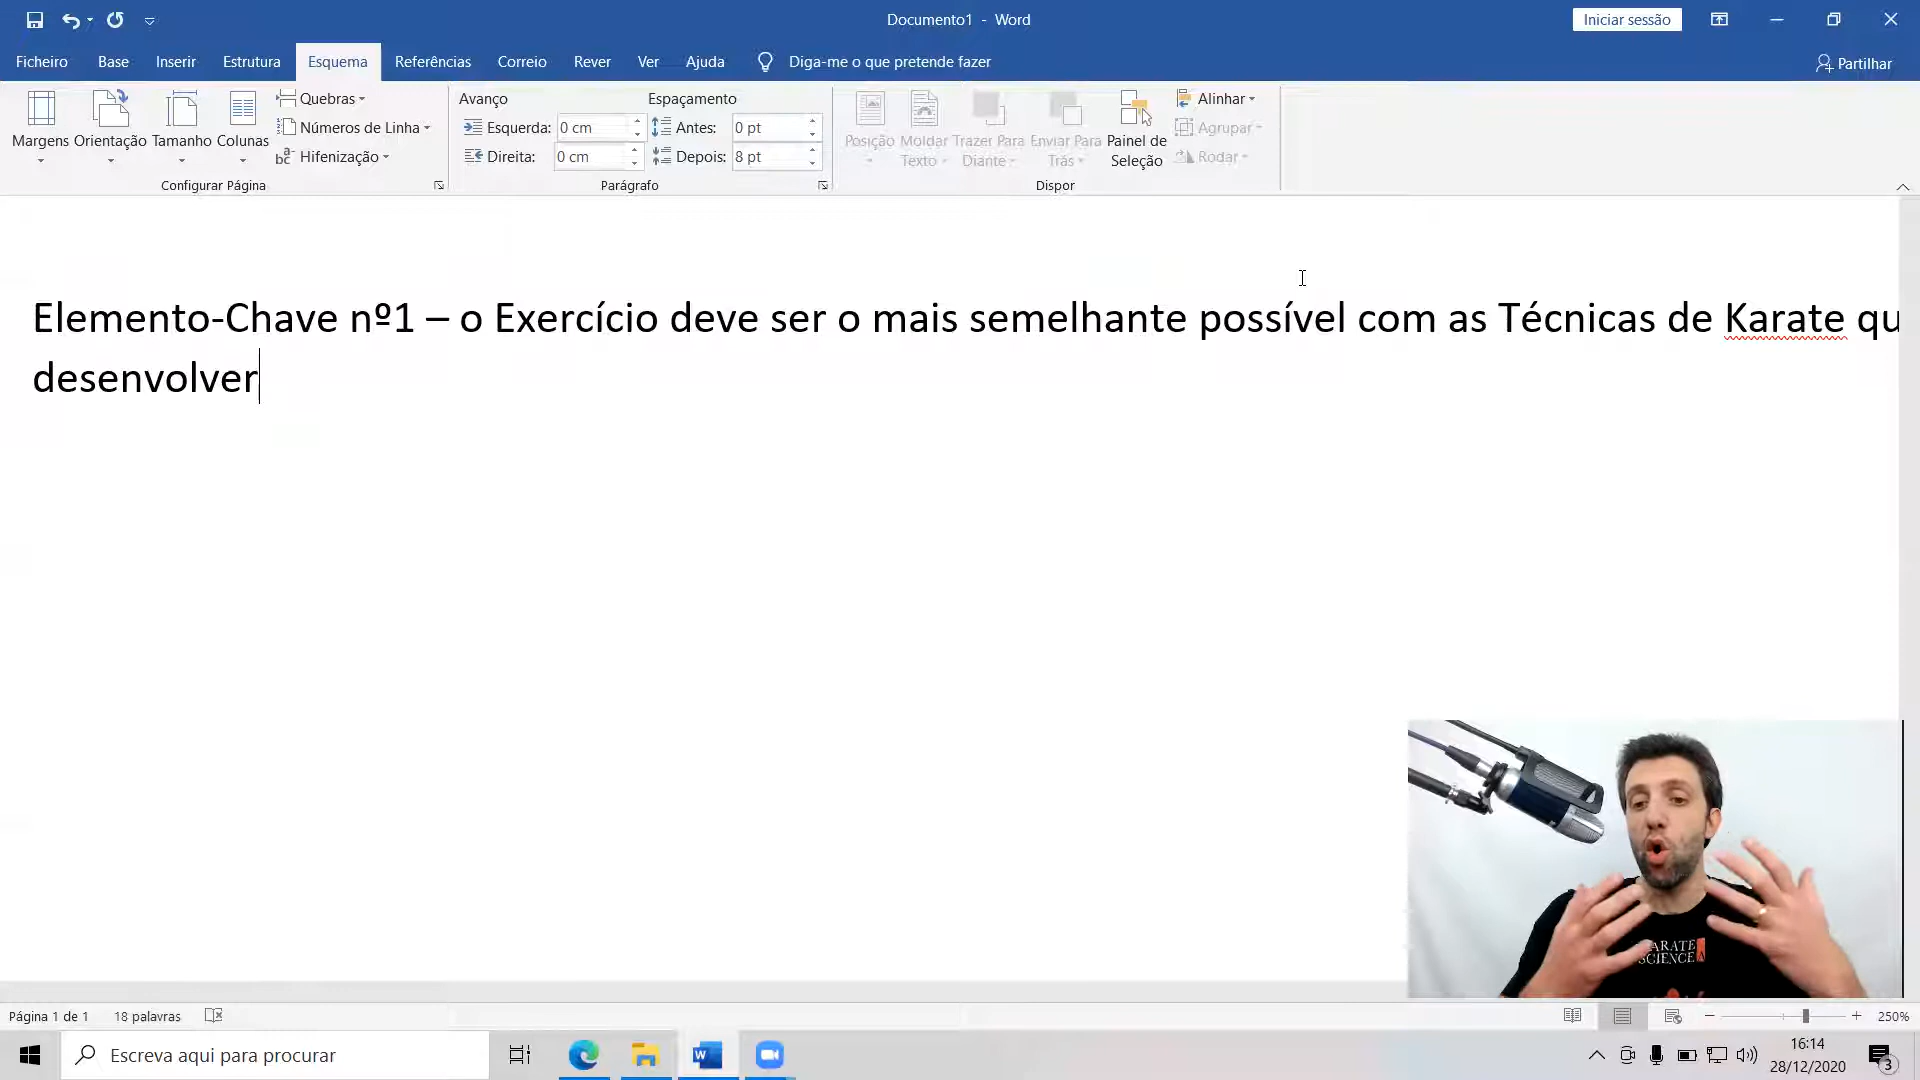 Documento1 - Word
Iniciar sessão
Ficheiro Base Inserir Estrutura Esquema Referências Correio Rever Ver Ajuda Diga-me o que pretende fazer
Partilhar
Margens Orientação Tamanho Colunas
Quebras
Números de Linha
Hifenização
Configurar Página
Avanço Espaçamento
Esquerda: 0 cm Antes: 0 pt
Direita: 0 cm Depois: 8 pt
Parágrafo
Posição
Moldar Texto
Trazer Para Diante
Enviar Para Trás
Painel de Seleção
Alinhar
Agrupar
Rodar
Dispor
Elemento-Chave nº1 – o Exercício deve ser o mais semelhante possível com as Técnicas de Karate qu
desenvolver
KARATE
SCIENCE
Página 1 de 1 18 palavras
250%
Escreva aqui para procurar
16:14
28/12/2020
3